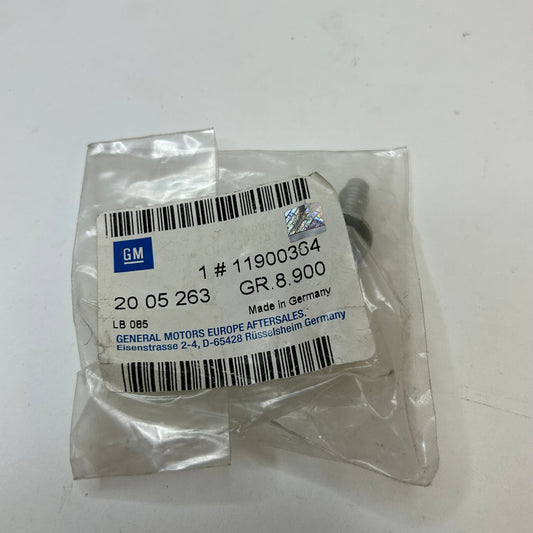 GM
1 # 11900364
20 05 263 GR.8.900
LB 085 Made in Germany
GENERAL MOTORS EUROPE AFTERSALES.
Eisenstrasse 2-4, D-65428 Rüsselsheim Germany